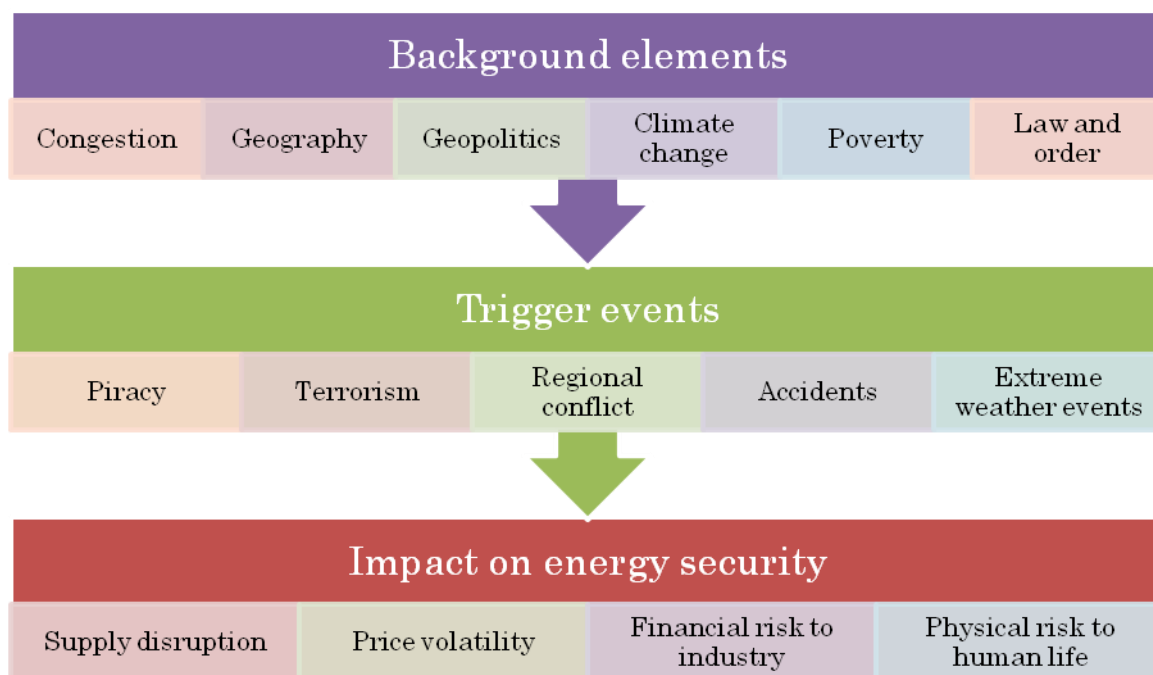 Background elements
Congestion
Geography
Geopolitics
Climate
change
Poverty
Law and
order
Trigger events
Piracy
Terrorism
Regional
conflict
Accidents
Extreme
weather events
Impact on energy security
Supply disruption
Price volatility
Financial risk to
industry
Physical risk to
human life